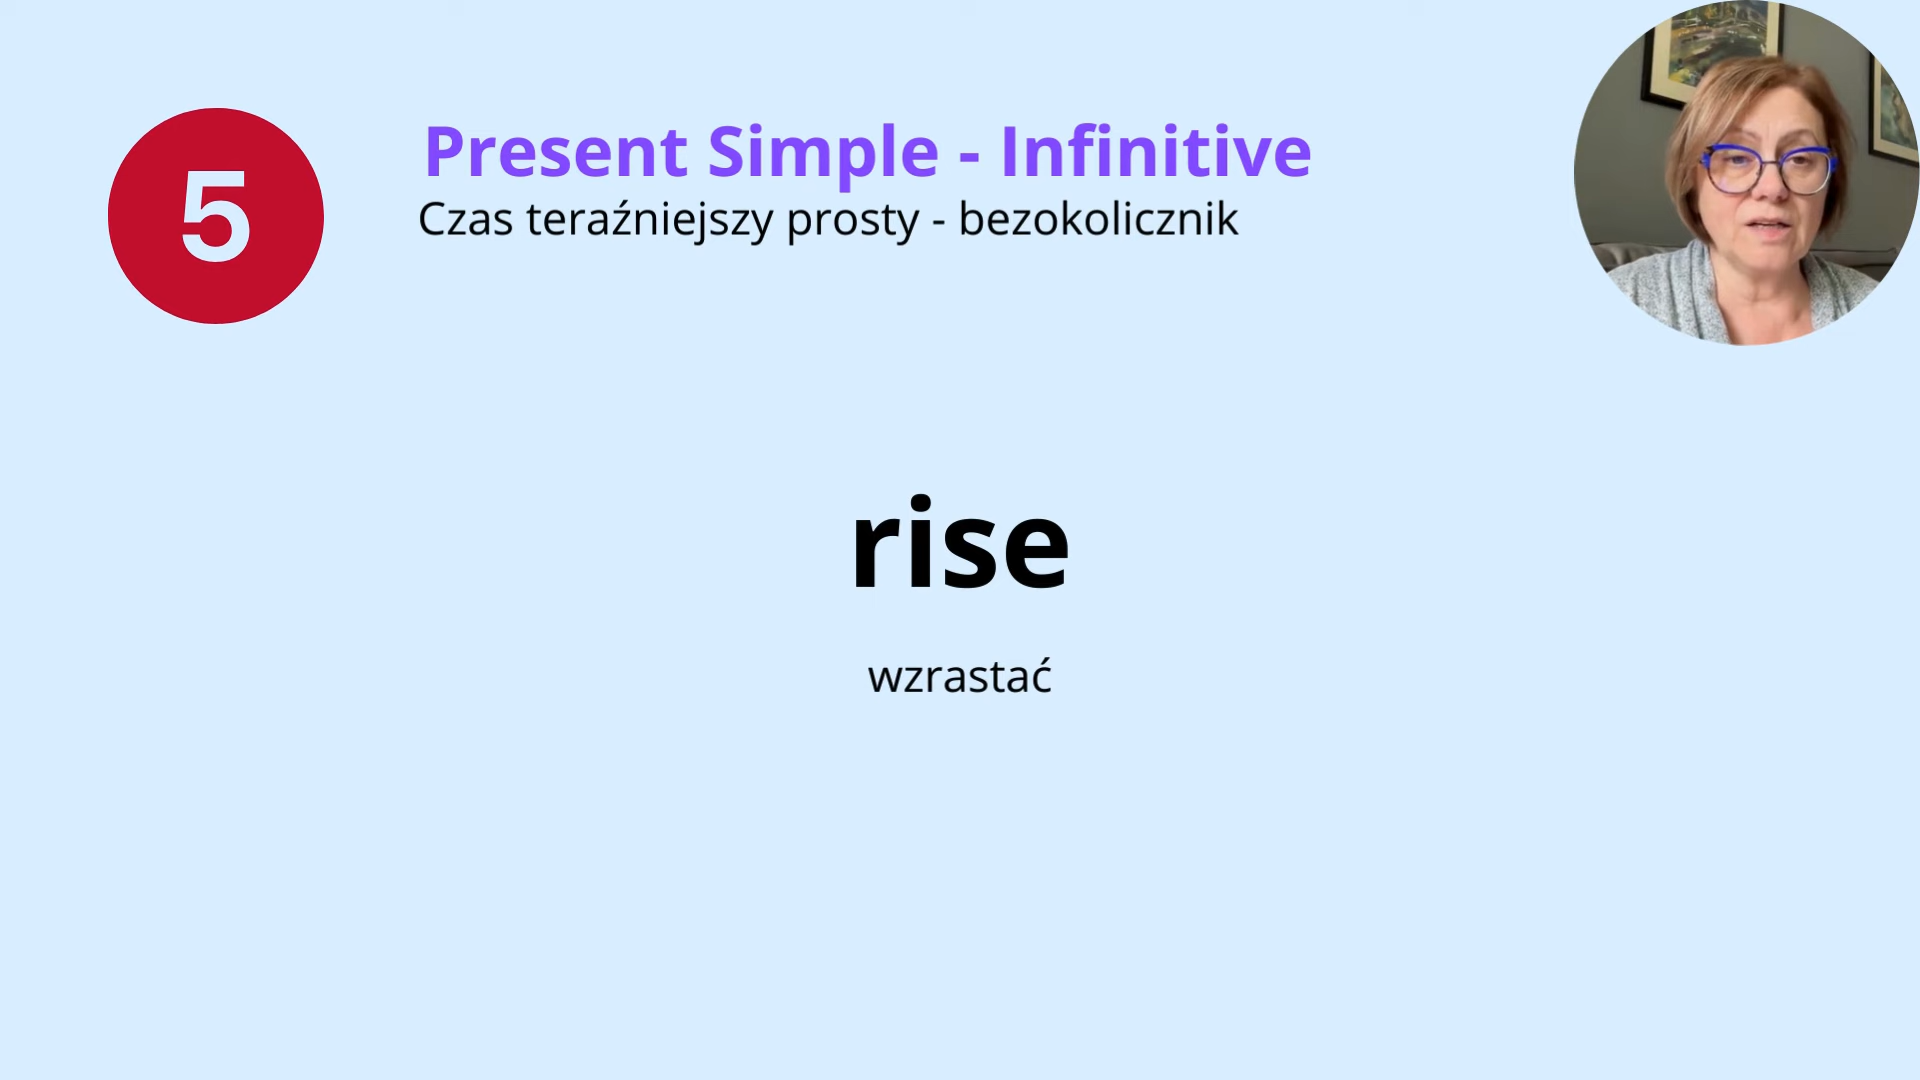 5
Present Simple - Infinitive
Czas teraźniejszy prosty - bezokolicznik
rise
wzrastać